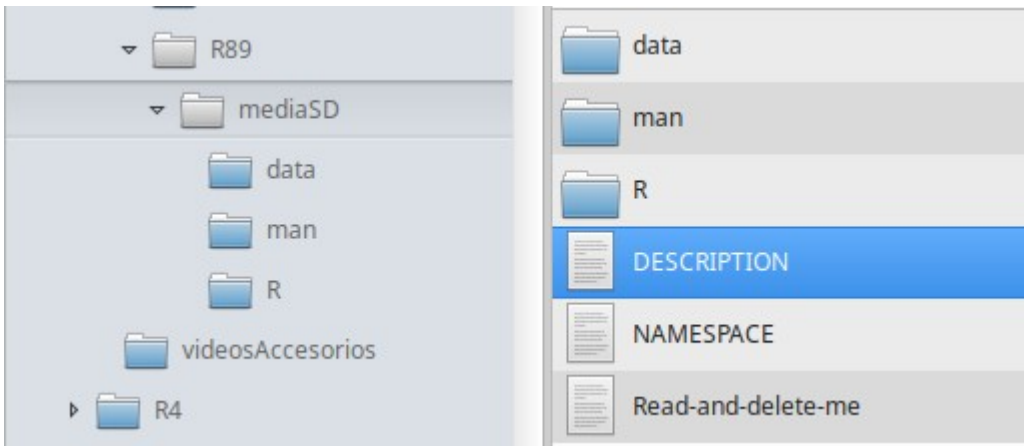 R89
mediaSD
data
man
R
videosAccesorios
R4
data
man
R
DESCRIPTION
NAMESPACE
Read-and-delete-me